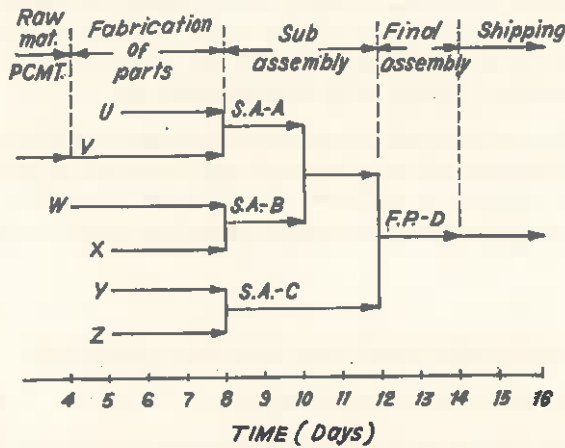 Raw mat. PCMT.
Fabrication of parts
Sub assembly
Final assembly
Shipping
U
S.A.-A
V
W
S.A.-B
X
F.P.-D
Y
S.A.-C
Z
4 5 6 7 8 9 10 11 12 13 14 15 16
TIME (Days)